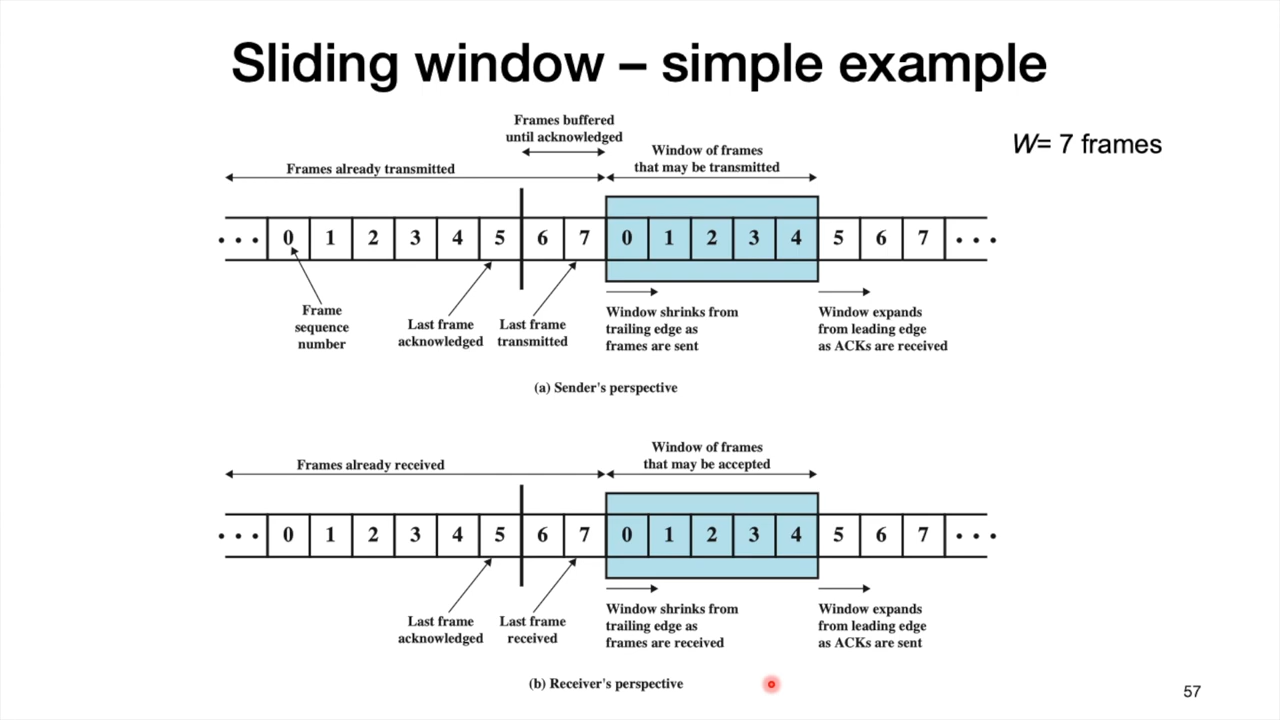 Sliding window – simple example
W= 7 frames
Frames buffered
until acknowledged
Window of frames
that may be transmitted
Frames already transmitted
• • • 0 1 2 3 4 5 6 7 0 1 2 3 4 5 6 7 • • •
Frame
sequence
number
Last frame
acknowledged
Last frame
transmitted
Window shrinks from
trailing edge as
frames are sent
Window expands
from leading edge
as ACKs are received
(a) Sender's perspective
Frames already received
Window of frames
that may be accepted
• • • 0 1 2 3 4 5 6 7 0 1 2 3 4 5 6 7 • • •
Last frame
acknowledged
Last frame
received
Window shrinks from
trailing edge as
frames are received
Window expands
from leading edge
as ACKs are sent
(b) Receiver's perspective
57